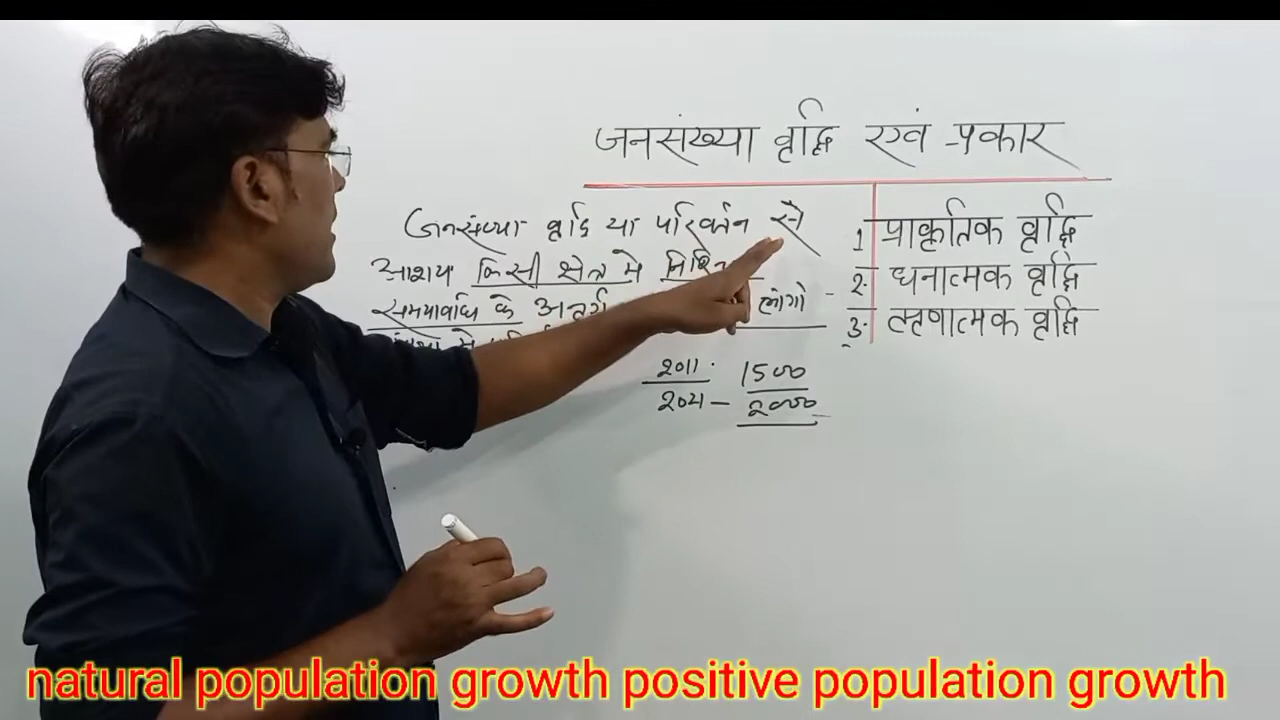 जनसंख्या वृद्धि एवं प्रकार
जनसंख्या वृद्धि या परिवर्तन से
आशय किसी क्षेत्र मे
समयावधि के अंतर्गत लोगो -
1 प्राकृतिक वृद्धि
2. धनात्मक वृद्धि
3. ऋणात्मक वृद्धि
2011 . 1500
2021 - 2000
natural population growth positive population growth